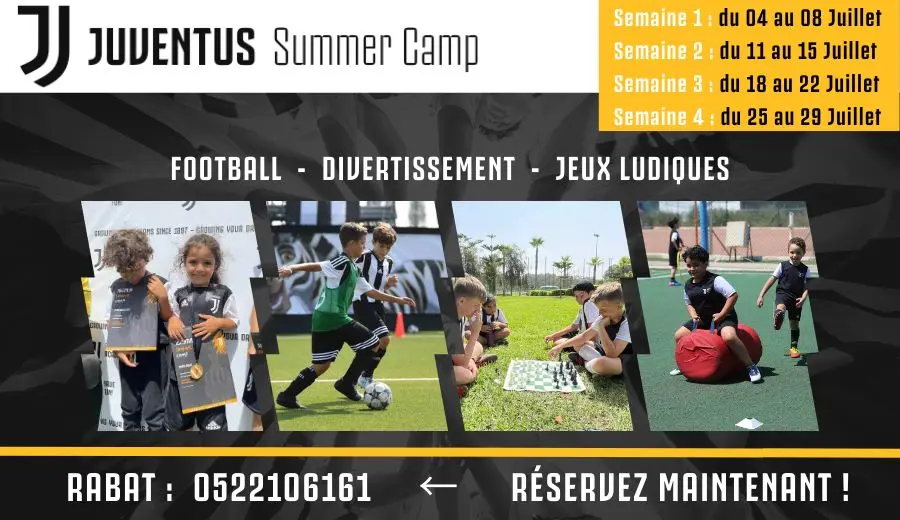 JUVENTUS Summer Camp
Semaine 1 : du 04 au 08 Juillet
Semaine 2 : du 11 au 15 Juillet
Semaine 3 : du 18 au 22 Juillet
Semaine 4 : du 25 au 29 Juillet
FOOTBALL - DIVERTISSEMENT - JEUX LUDIQUES
RABAT : 0522106161 ← RÉSERVEZ MAINTENANT !